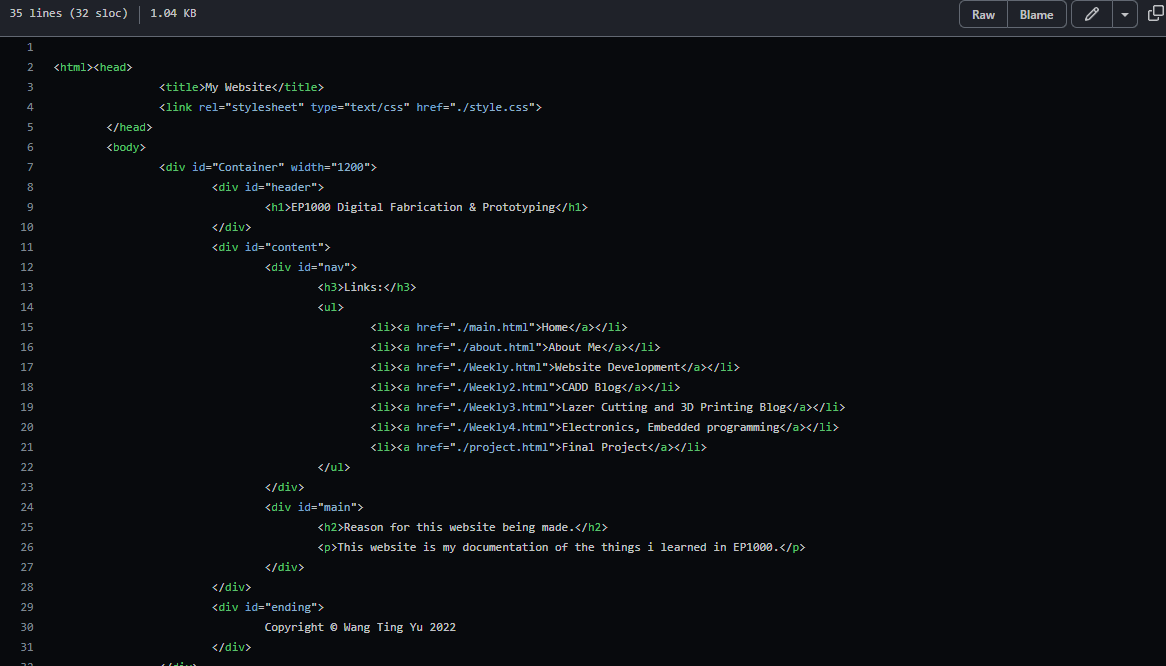 35 lines (32 sloc) 1.04 KB Raw Blame
1
2 <html><head>
3 <title>My Website</title>
4 <link rel="stylesheet" type="text/css" href="./style.css">
5 </head>
6 <body>
7 <div id="Container" width="1200">
8 <div id="header">
9 <h1>EP1000 Digital Fabrication & Prototyping</h1>
10 </div>
11 <div id="content">
12 <div id="nav">
13 <h3>Links:</h3>
14 <ul>
15 <li><a href="./main.html">Home</a></li>
16 <li><a href="./about.html">About Me</a></li>
17 <li><a href="./Weekly.html">Website Development</a></li>
18 <li><a href="./Weekly2.html">CADD Blog</a></li>
19 <li><a href="./Weekly3.html">Lazer Cutting and 3D Printing Blog</a></li>
20 <li><a href="./Weekly4.html">Electronics, Embedded programming</a></li>
21 <li><a href="./project.html">Final Project</a></li>
22 </ul>
23 </div>
24 <div id="main">
25 <h2>Reason for this website being made.</h2>
26 <p>This website is my documentation of the things i learned in EP1000.</p>
27 </div>
28 </div>
29 <div id="ending">
30 Copyright © Wang Ting Yu 2022
31 </div>
32 </div>